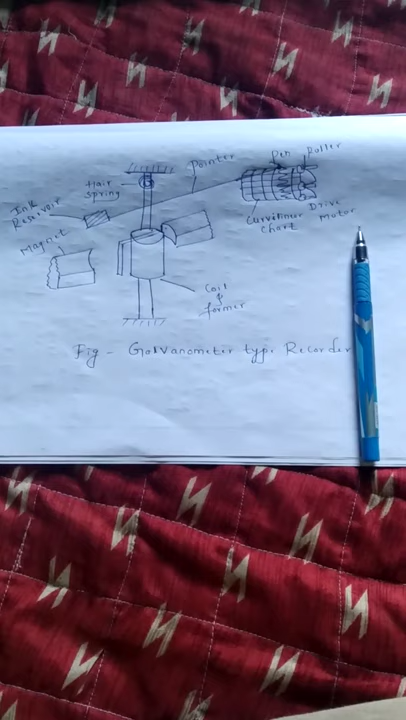 Pen Roller
Pointer
Hair
spring
Ink
Reservoir
Drive
motor
Curvilinear
chart
Magnet
Coil
&
former
Fig - Galvanometer type Recorder